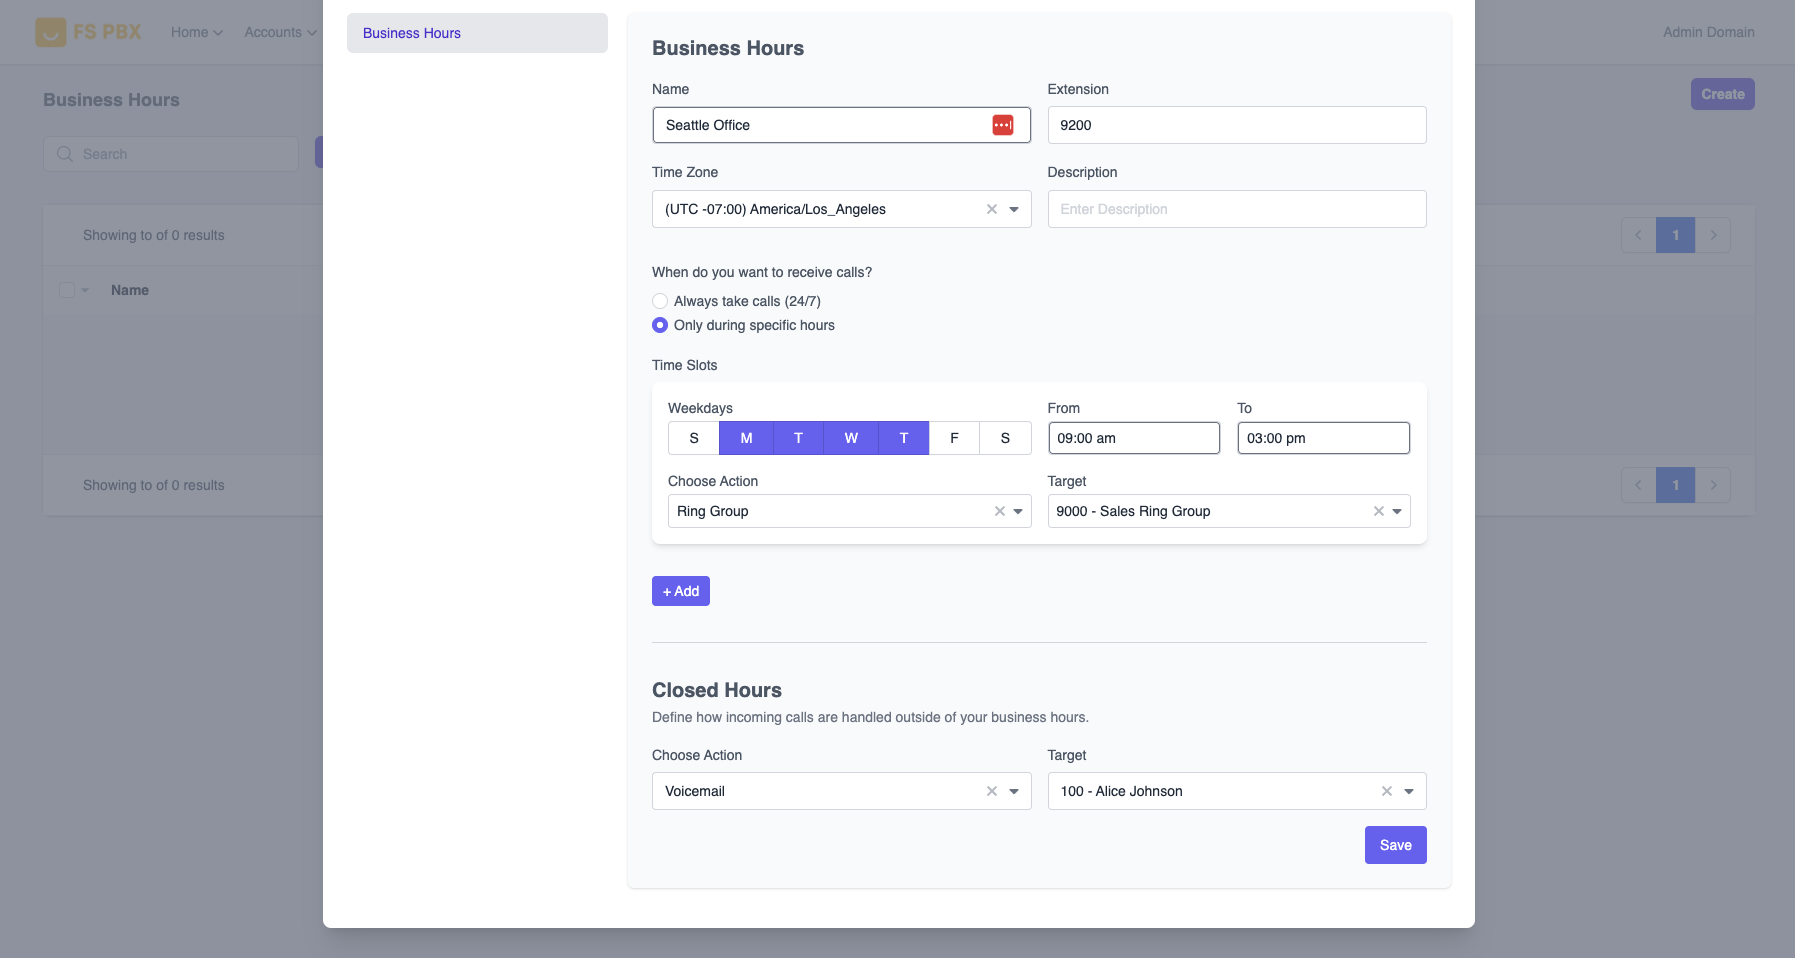 FS PBX
Home
Accounts
Admin Domain
Business Hours
Create
Search
Showing to of 0 results
1
Name
Showing to of 0 results
1
Business Hours
Business Hours
Name
Extension
Seattle Office
9200
Time Zone
Description
(UTC -07:00) America/Los_Angeles
Enter Description
When do you want to receive calls?
Always take calls (24/7)
Only during specific hours
Time Slots
Weekdays
From
To
S M T W T F S
09:00 am
03:00 pm
Choose Action
Target
Ring Group
9000 - Sales Ring Group
+ Add
Closed Hours
Define how incoming calls are handled outside of your business hours.
Choose Action
Target
Voicemail
100 - Alice Johnson
Save